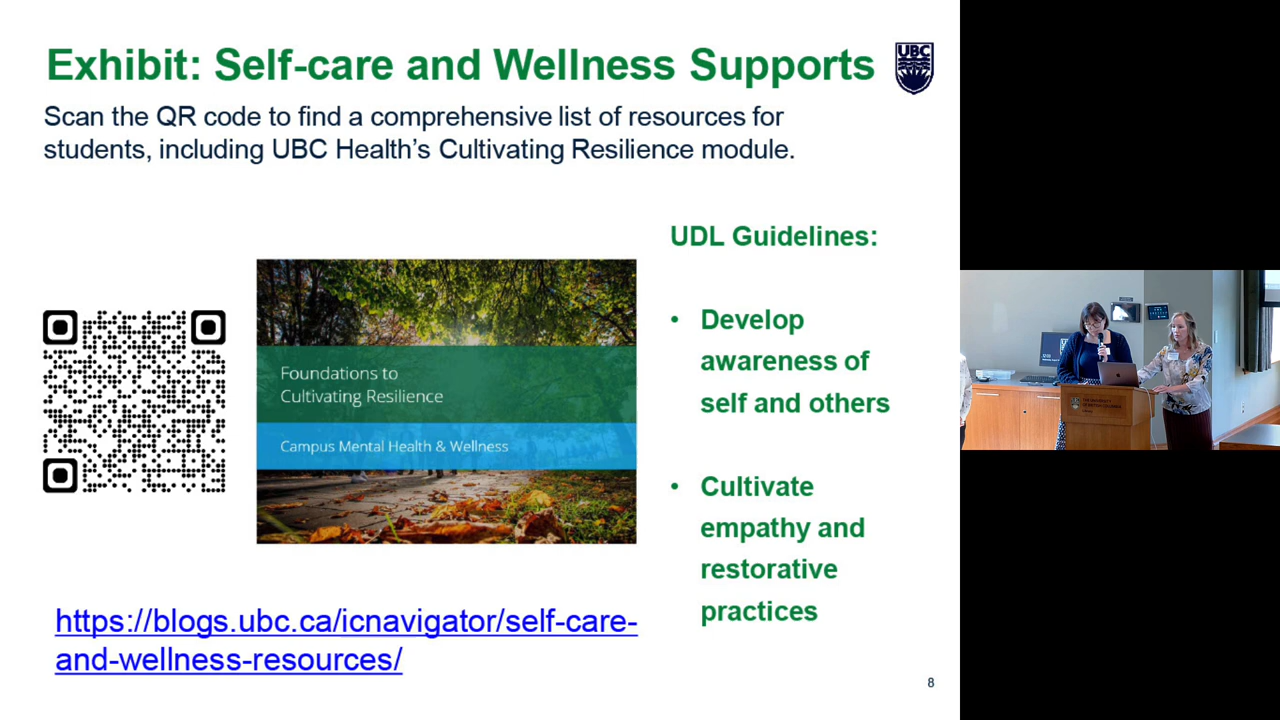 Exhibit: Self-care and Wellness Supports
UBC
Scan the QR code to find a comprehensive list of resources for
students, including UBC Health’s Cultivating Resilience module.
Foundations to
Cultivating Resilience
Campus Mental Health & Wellness
https://blogs.ubc.ca/icnavigator/self-care-
and-wellness-resources/
UDL Guidelines:
• Develop
awareness of
self and others
• Cultivate
empathy and
restorative
practices
8